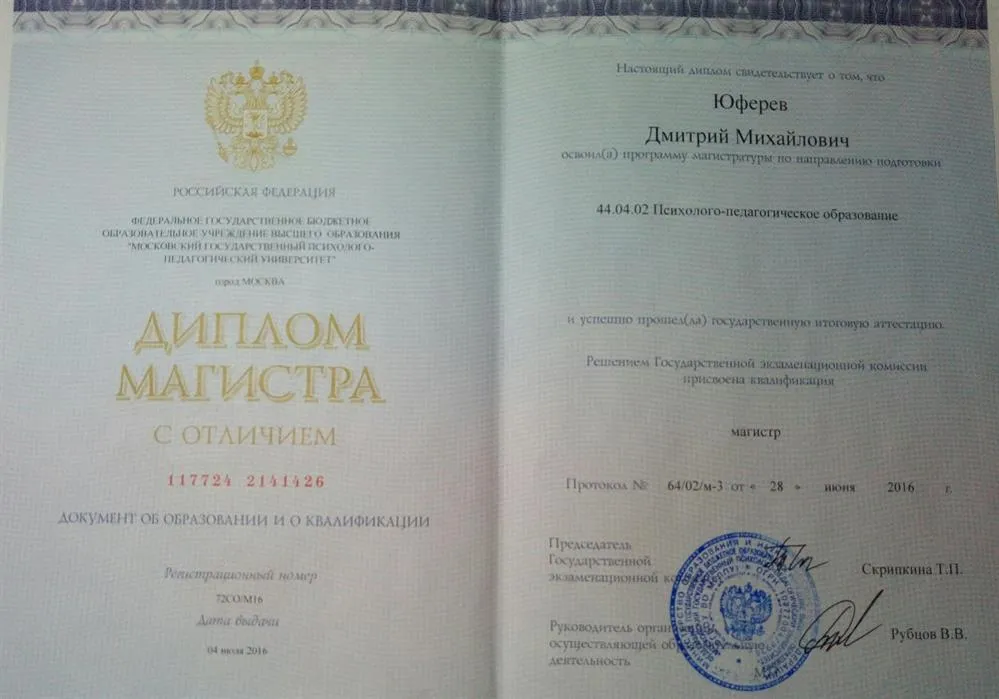 РОССИЙСКАЯ ФЕДЕРАЦИЯ
ФЕДЕРАЛЬНОЕ ГОСУДАРСТВЕННОЕ БЮДЖЕТНОЕ
ОБРАЗОВАТЕЛЬНОЕ УЧРЕЖДЕНИЕ ВЫСШЕГО ОБРАЗОВАНИЯ
"МОСКОВСКИЙ ГОСУДАРСТВЕННЫЙ ПСИХОЛОГО-
ПЕДАГОГИЧЕСКИЙ УНИВЕРСИТЕТ"
город МОСКВА
ДИПЛОМ
МАГИСТРА
С ОТЛИЧИЕМ
117724 2141426
ДОКУМЕНТ ОБ ОБРАЗОВАНИИ И О КВАЛИФИКАЦИИ
Регистрационный номер
72СО/М16
Дата выдачи
04 июля 2016
Настоящий диплом свидетельствует о том, что
Юферев
Дмитрий Михайлович
освоил(а) программу магистратуры по направлению подготовки
44.04.02 Психолого-педагогическое образование
и успешно прошел(ла) государственную итоговую аттестацию.
Решением Государственной экзаменационной комиссии
присвоена квалификация
магистр
Протокол № 64/02/м-3 от « 28 » июня 2016 г.
Председатель
Государственной
экзаменационной
Скрипкина Т.П.
Руководитель
осуществляющей
деятельность
Рубцов В.В.